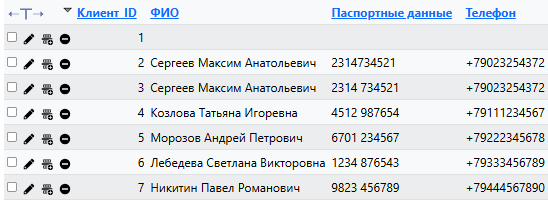 Клиент_ID ФИО Паспортные данные Телефон
1
2 Сергеев Максим Анатольевич 2314734521 +79023254372
3 Сергеев Максим Анатольевич 2314 734521 +79023254372
4 Козлова Татьяна Игоревна 4512 987654 +79111234567
5 Морозов Андрей Петрович 6701 234567 +79222345678
6 Лебедева Светлана Викторовна 1234 876543 +79333456789
7 Никитин Павел Романович 9823 456789 +79444567890